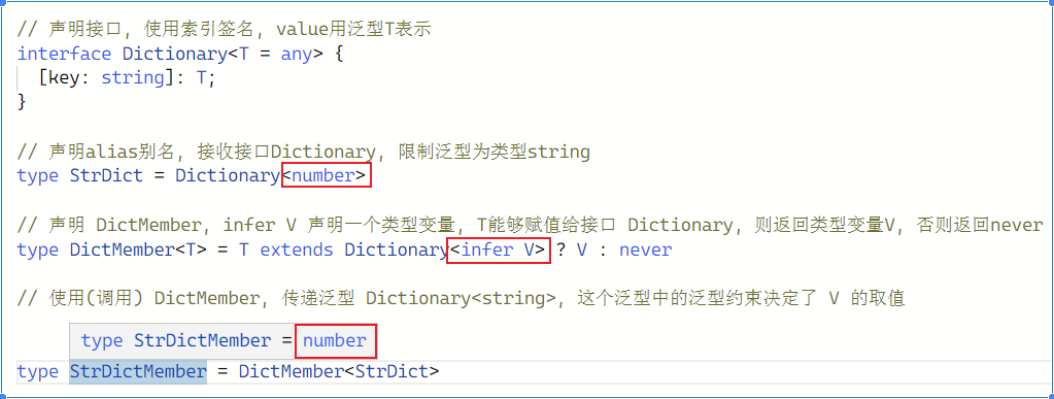 // 声明接口, 使用索引签名, value用泛型T表示
interface Dictionary<T = any> {
[key: string]: T;
}
// 声明alias别名, 接收接口Dictionary, 限制泛型为类型string
type StrDict = Dictionary<number>
// 声明 DictMember, infer V 声明一个类型变量, T能够赋值给接口 Dictionary, 则返回类型变量V, 否则返回never
type DictMember<T> = T extends Dictionary<infer V> ? V : never
// 使用(调用) DictMember, 传递泛型 Dictionary<string>, 这个泛型中的泛型约束决定了 V 的取值
type StrDictMember = number
type StrDictMember = DictMember<StrDict>